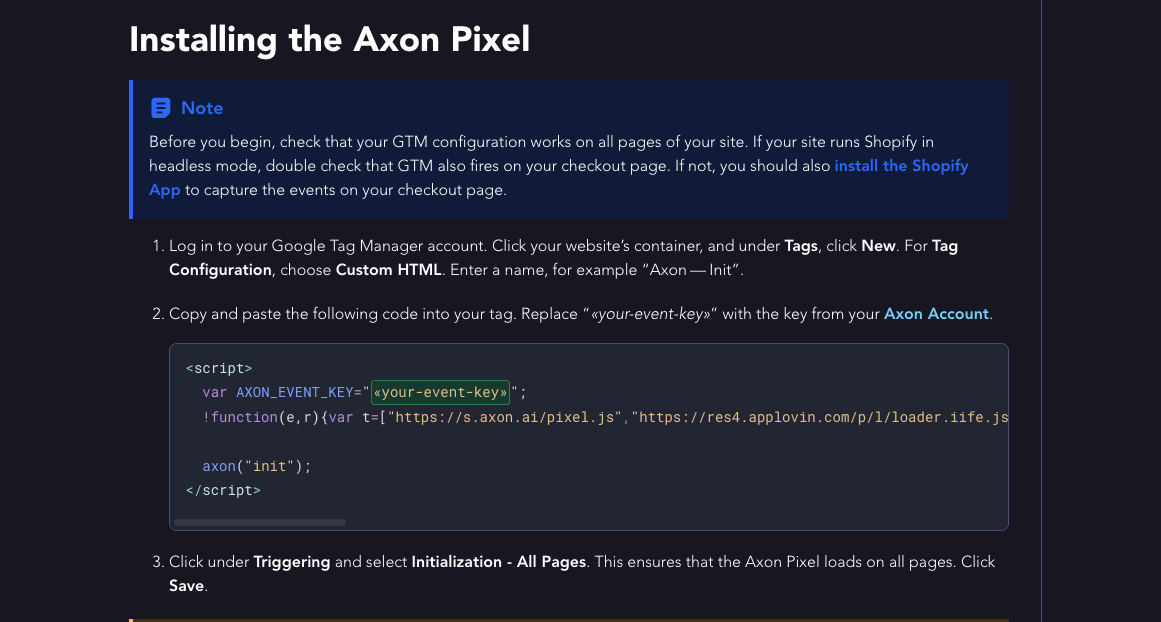 Installing the Axon Pixel
Note
Before you begin, check that your GTM configuration works on all pages of your site. If your site runs Shopify in
headless mode, double check that GTM also fires on your checkout page. If not, you should also install the Shopify
App to capture the events on your checkout page.
1. Log in to your Google Tag Manager account. Click your website’s container, and under Tags, click New. For Tag
Configuration, choose Custom HTML. Enter a name, for example “Axon — Init”.
2. Copy and paste the following code into your tag. Replace “«your-event-key»” with the key from your Axon Account.
<script>
  var AXON_EVENT_KEY="«your-event-key»";
  !function(e,r){var t=["https://s.axon.ai/pixel.js","https://res4.applovin.com/p/l/loader.iife.js
  axon("init");
</script>
3. Click under Triggering and select Initialization - All Pages. This ensures that the Axon Pixel loads on all pages. Click
Save.